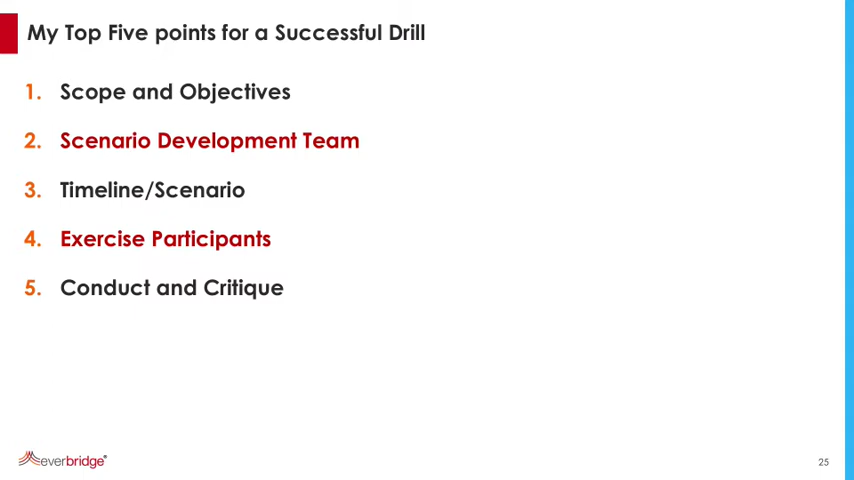 My Top Five points for a Successful Drill
1. Scope and Objectives
2. Scenario Development Team
3. Timeline/Scenario
4. Exercise Participants
5. Conduct and Critique
everbridge®
25